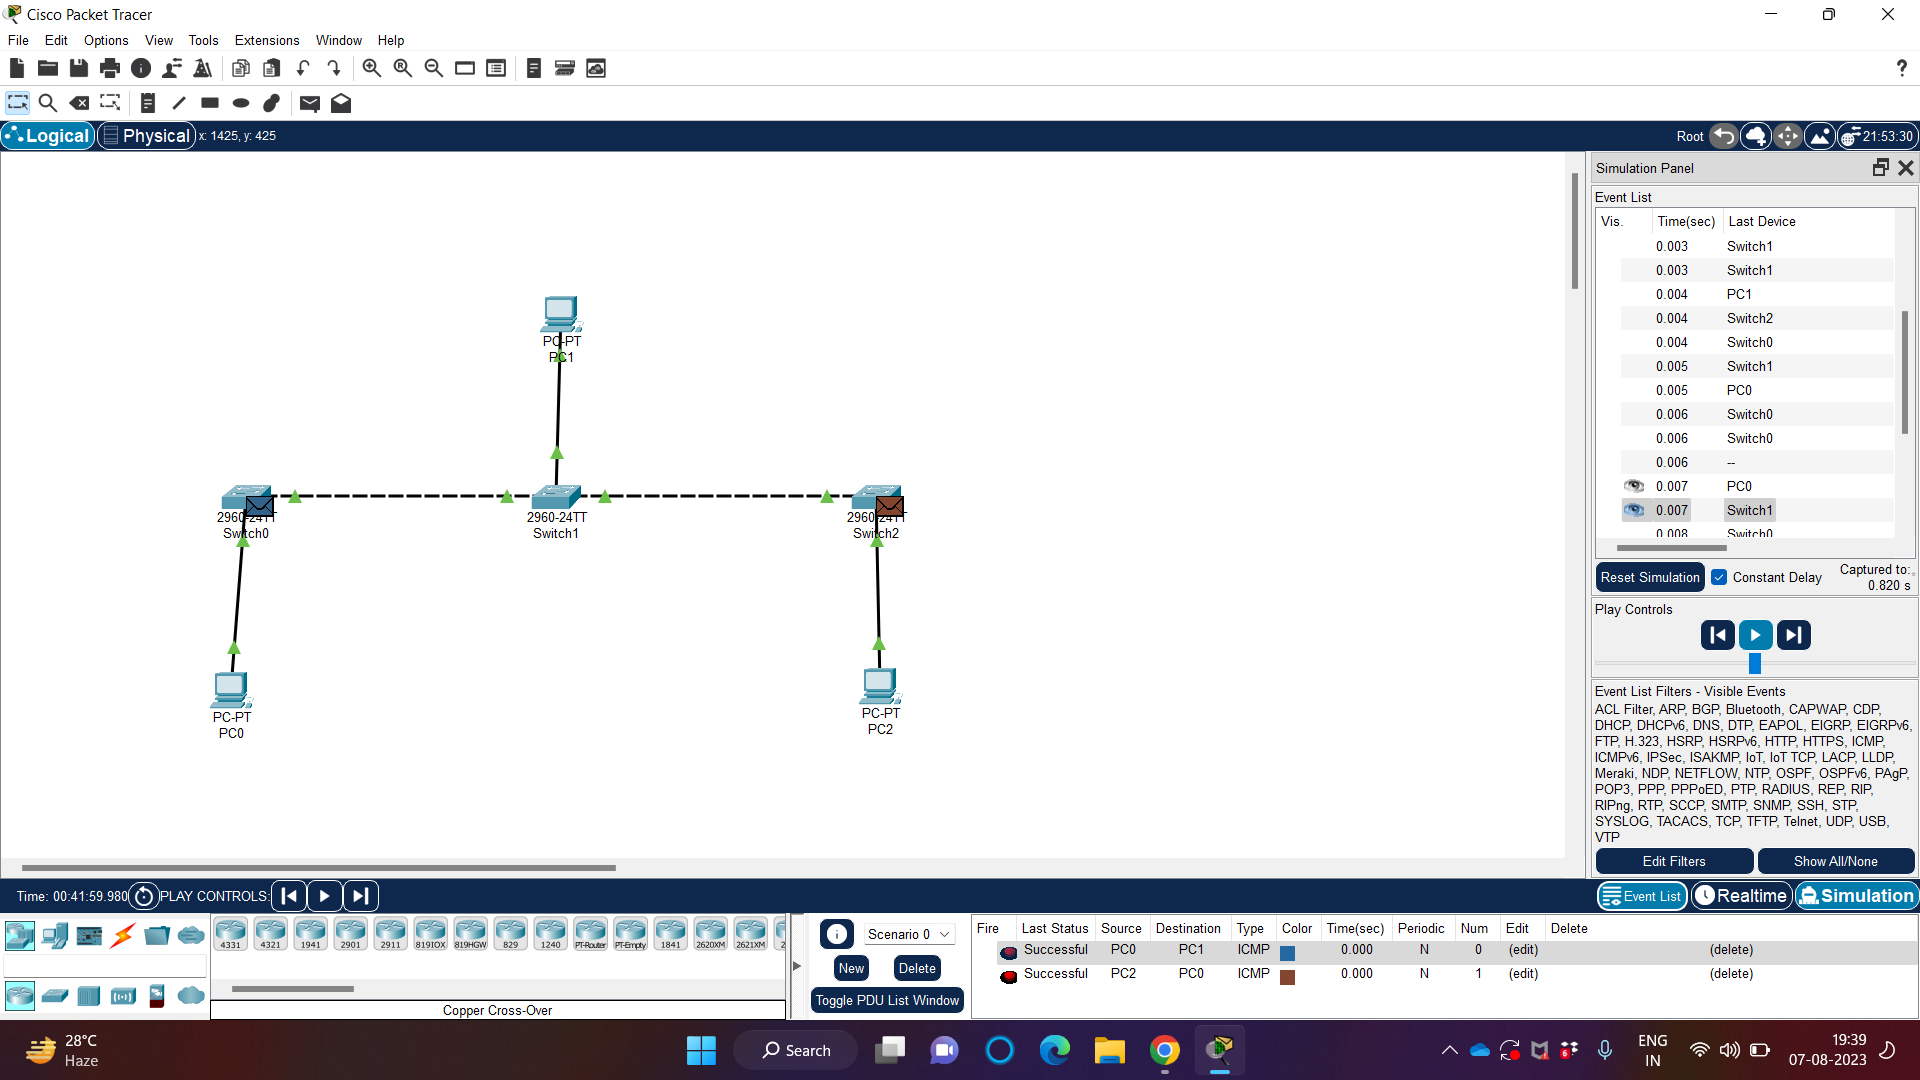 Cisco Packet Tracer
File Edit Options View Tools Extensions Window Help
?
Logical Physical x: 1425, y: 425
Root 21:53:30
PC-PT
PC1
2960-24TT
Switch0
2960-24TT
Switch1
2960-24TT
Switch2
PC-PT
PC0
PC-PT
PC2
Simulation Panel
Event List
Vis. Time(sec) Last Device
0.003 Switch1
0.003 Switch1
0.004 PC1
0.004 Switch2
0.004 Switch0
0.005 Switch1
0.005 PC0
0.006 Switch0
0.006 Switch0
0.006 --
0.007 PC0
0.007 Switch1
0.008 Switch0
Reset Simulation Constant Delay Captured to:
0.820 s
Play Controls
Event List Filters - Visible Events
ACL Filter, ARP, BGP, Bluetooth, CAPWAP, CDP,
DHCP, DHCPv6, DNS, DTP, EAPOL, EIGRP, EIGRPv6,
FTP, H.323, HSRP, HSRPv6, HTTP, HTTPS, ICMP,
ICMPv6, IPSec, ISAKMP, IoT, IoT TCP, LACP, LLDP,
Meraki, NDP, NETFLOW, NTP, OSPF, OSPFv6, PAgP,
POP3, PPP, PPPoED, PTP, RADIUS, REP, RIP,
RIPng, RTP, SCCP, SMTP, SNMP, SSH, STP,
SYSLOG, TACACS, TCP, TFTP, Telnet, UDP, USB,
VTP
Edit Filters Show All/None
Time: 00:41:59.980 PLAY CONTROLS:
Event List Realtime Simulation
4331 4321 1941 2901 2911 819IOX 819HGW 829 1240 PT-Router PT-Empty 1841 2620XM 2621XM 2
Copper Cross-Over
Scenario 0
New Delete
Toggle PDU List Window
Fire Last Status Source Destination Type Color Time(sec) Periodic Num Edit Delete
Successful PC0 PC1 ICMP 0.000 N 0 (edit) (delete)
Successful PC2 PC0 ICMP 0.000 N 1 (edit) (delete)
28°C
Haze
Search
6
ENG
IN
19:39
07-08-2023